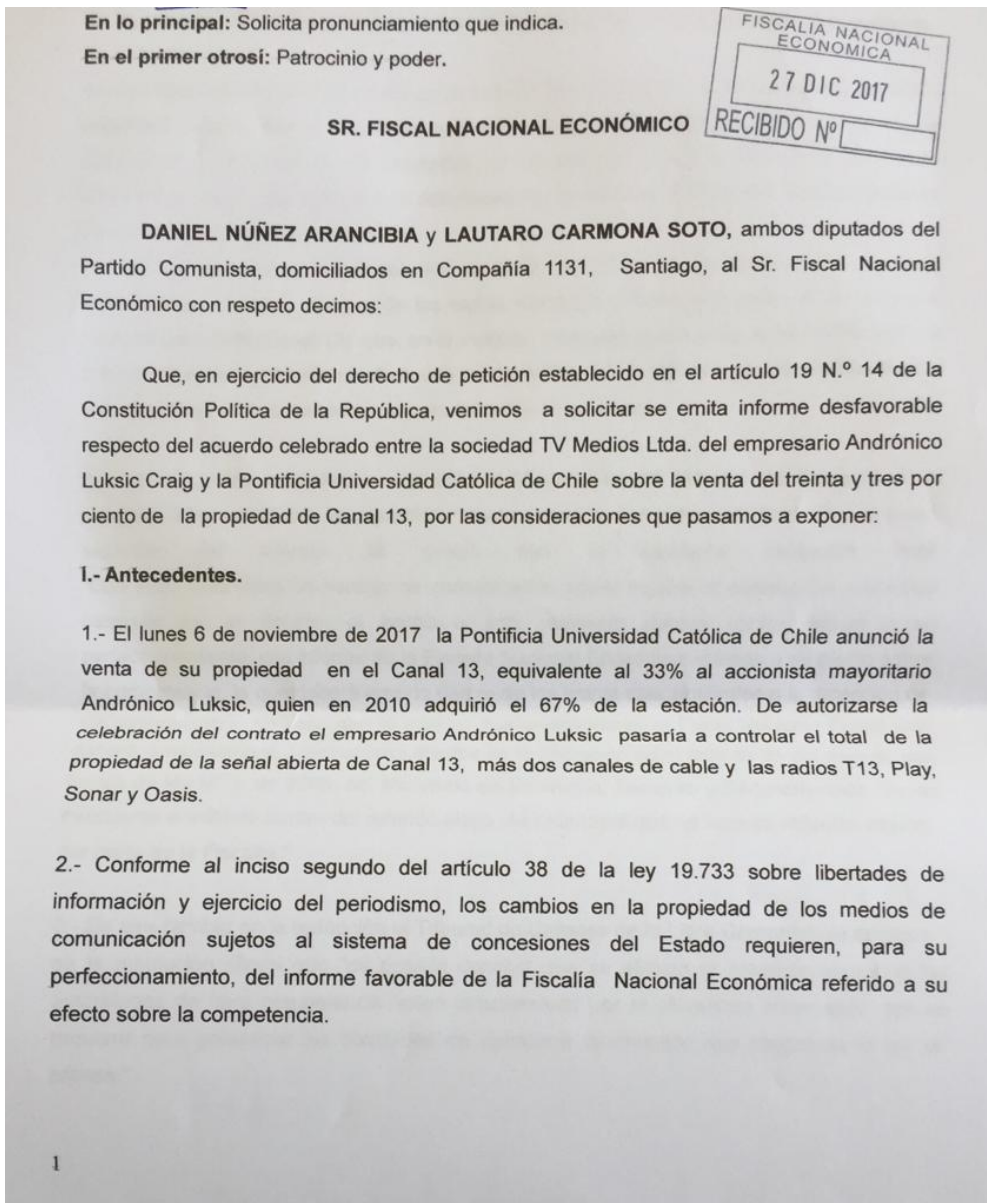 En lo principal: Solicita pronunciamiento que indica.
En el primer otrosí: Patrocinio y poder.
FISCALIA NACIONAL
ECONOMICA
27 DIC 2017
RECIBIDO Nº
SR. FISCAL NACIONAL ECONÓMICO
DANIEL NÚÑEZ ARANCIBIA y LAUTARO CARMONA SOTO, ambos diputados del
Partido Comunista, domiciliados en Compañía 1131, Santiago, al Sr. Fiscal Nacional
Económico con respeto decimos:
Que, en ejercicio del derecho de petición establecido en el artículo 19 N.º 14 de la
Constitución Política de la República, venimos a solicitar se emita informe desfavorable
respecto del acuerdo celebrado entre la sociedad TV Medios Ltda. del empresario Andrónico
Luksic Craig y la Pontificia Universidad Católica de Chile sobre la venta del treinta y tres por
ciento de la propiedad de Canal 13, por las consideraciones que pasamos a exponer:
I.- Antecedentes.
1.- El lunes 6 de noviembre de 2017 la Pontificia Universidad Católica de Chile anunció la
venta de su propiedad en el Canal 13, equivalente al 33% al accionista mayoritario
Andrónico Luksic, quien en 2010 adquirió el 67% de la estación. De autorizarse la
celebración del contrato el empresario Andrónico Luksic pasaría a controlar el total de la
propiedad de la señal abierta de Canal 13, más dos canales de cable y las radios T13, Play,
Sonar y Oasis.
2.- Conforme al inciso segundo del artículo 38 de la ley 19.733 sobre libertades de
información y ejercicio del periodismo, los cambios en la propiedad de los medios de
comunicación sujetos al sistema de concesiones del Estado requieren, para su
perfeccionamiento, del informe favorable de la Fiscalía Nacional Económica referido a su
efecto sobre la competencia.
1